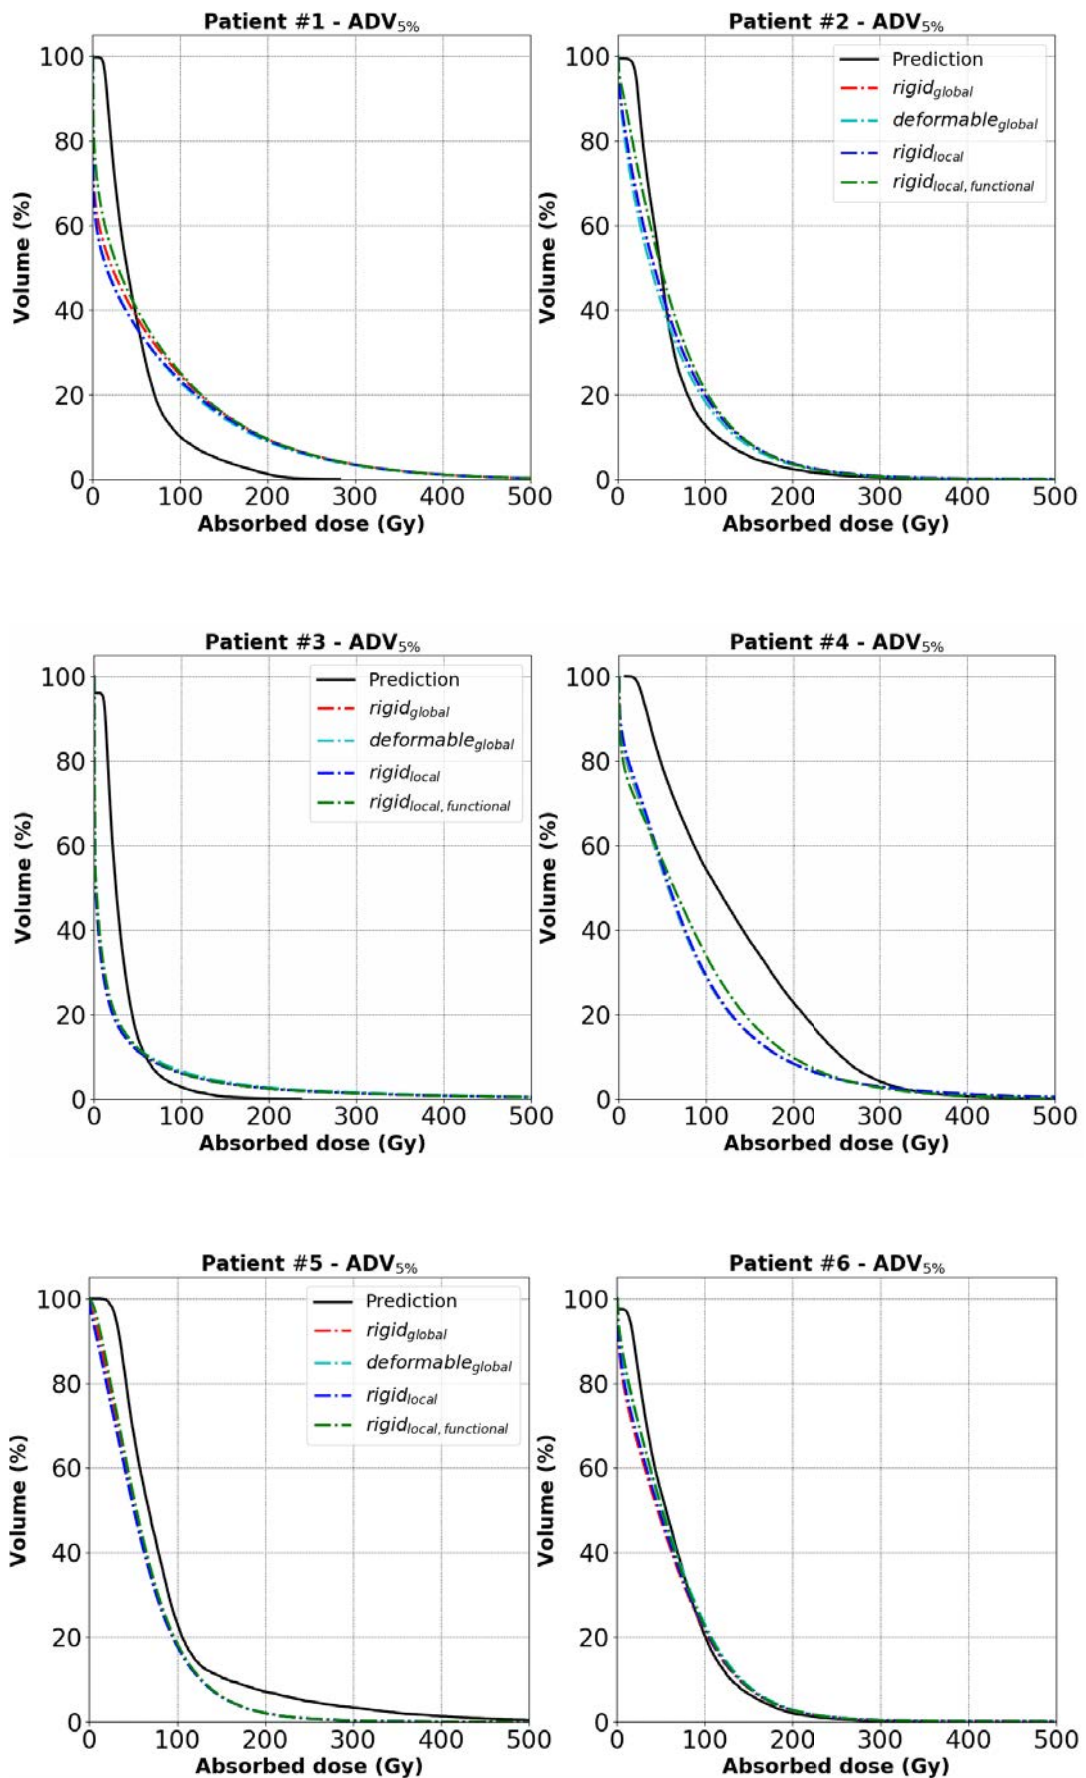 Patient #1 - ADV5%
100
80
60
40
20
0
Volume (%)
0 100 200 300 400 500
Absorbed dose (Gy)
Patient #2 - ADV5%
100
80
60
40
20
0
Volume (%)
Prediction
rigidglobal
deformableglobal
rigidlocal
rigidlocal, functional
0 100 200 300 400 500
Absorbed dose (Gy)
Patient #3 - ADV5%
100
80
60
40
20
0
Volume (%)
Prediction
rigidglobal
deformableglobal
rigidlocal
rigidlocal, functional
0 100 200 300 400 500
Absorbed dose (Gy)
Patient #4 - ADV5%
100
80
60
40
20
0
Volume (%)
0 100 200 300 400 500
Absorbed dose (Gy)
Patient #5 - ADV5%
100
80
60
40
20
0
Volume (%)
Prediction
rigidglobal
deformableglobal
rigidlocal
rigidlocal, functional
0 100 200 300 400 500
Absorbed dose (Gy)
Patient #6 - ADV5%
100
80
60
40
20
0
Volume (%)
0 100 200 300 400 500
Absorbed dose (Gy)